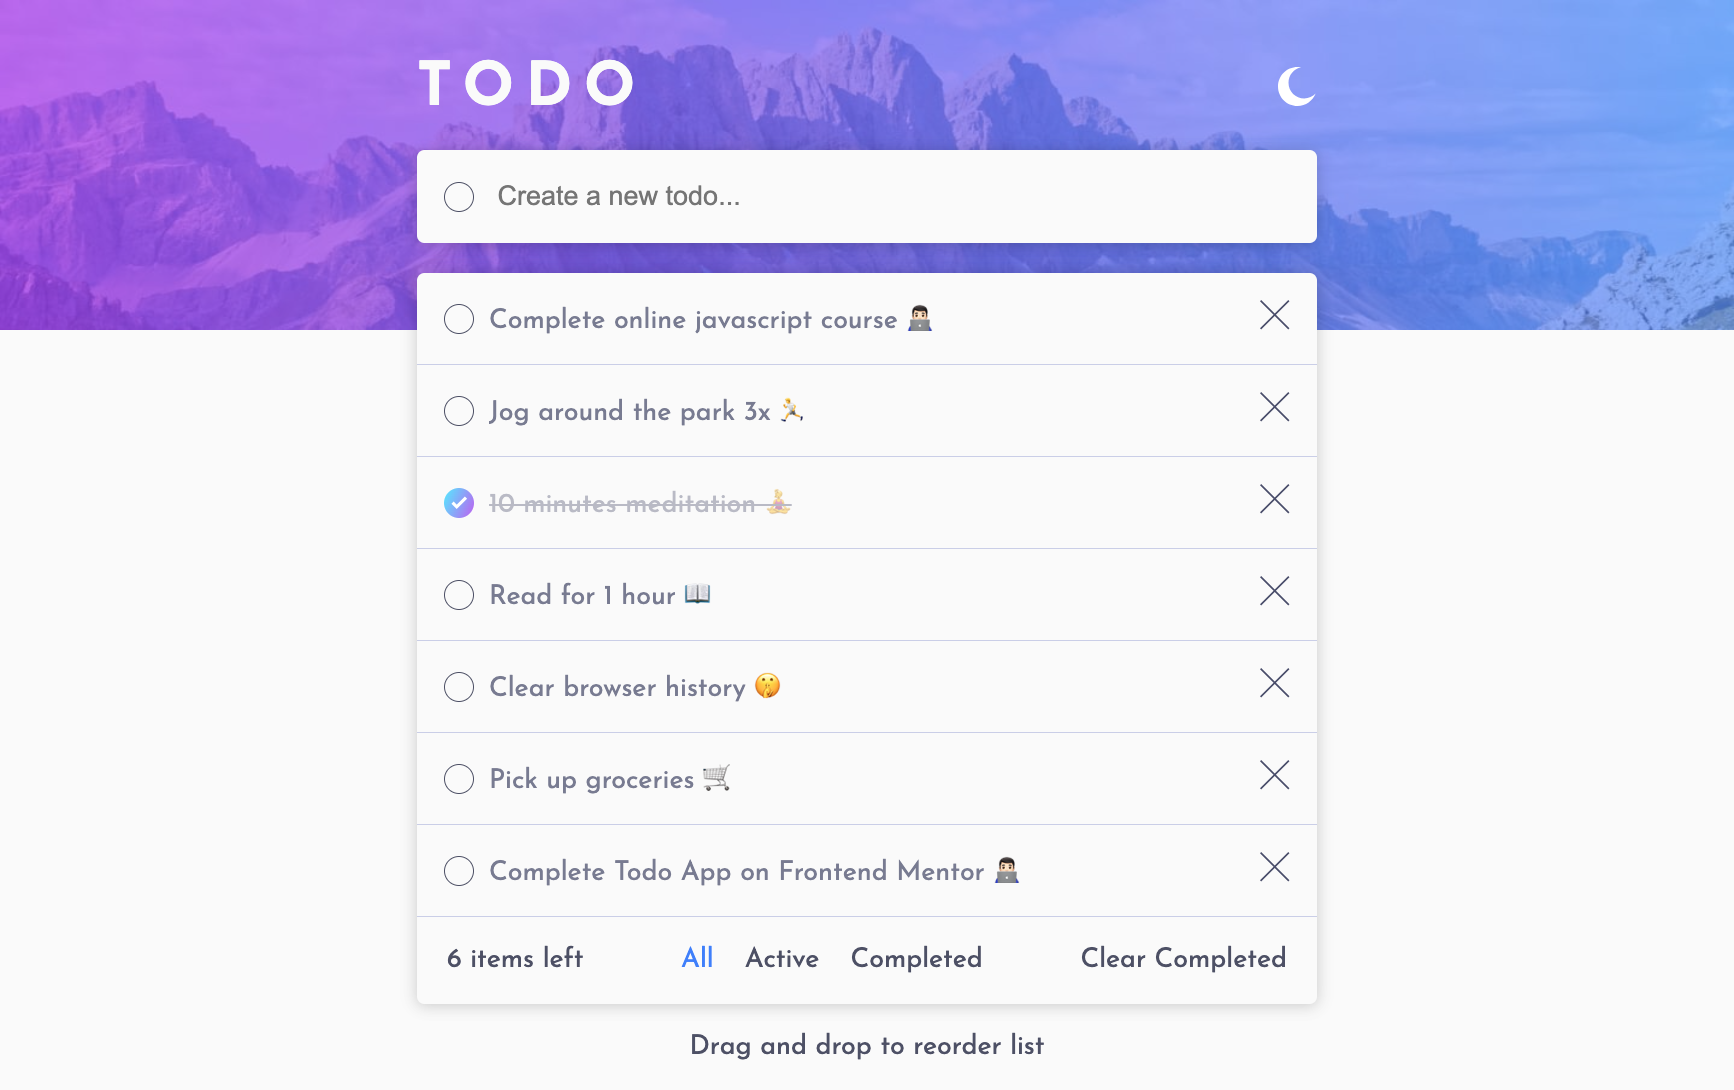 TODO
Create a new todo...
Complete online javascript course 👨🏻‍💻
Jog around the park 3x 🏃🏻
10 minutes meditation 🧘🏼‍♀️
Read for 1 hour 📖
Clear browser history 🤫
Pick up groceries 🛒
Complete Todo App on Frontend Mentor 👨🏻‍💻
6 items left All Active Completed Clear Completed
Drag and drop to reorder list